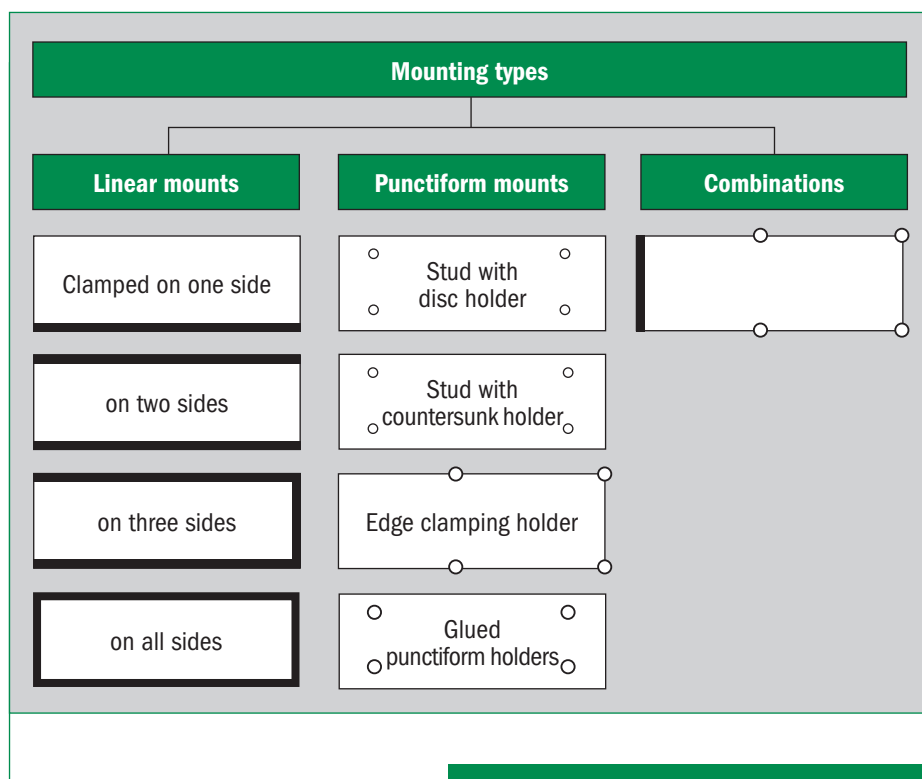 Mounting types
Linear mounts
Punctiform mounts
Combinations
Clamped on one side
on two sides
on three sides
on all sides
Stud with
disc holder
Stud with
countersunk holder
Edge clamping holder
Glued
punctiform holders